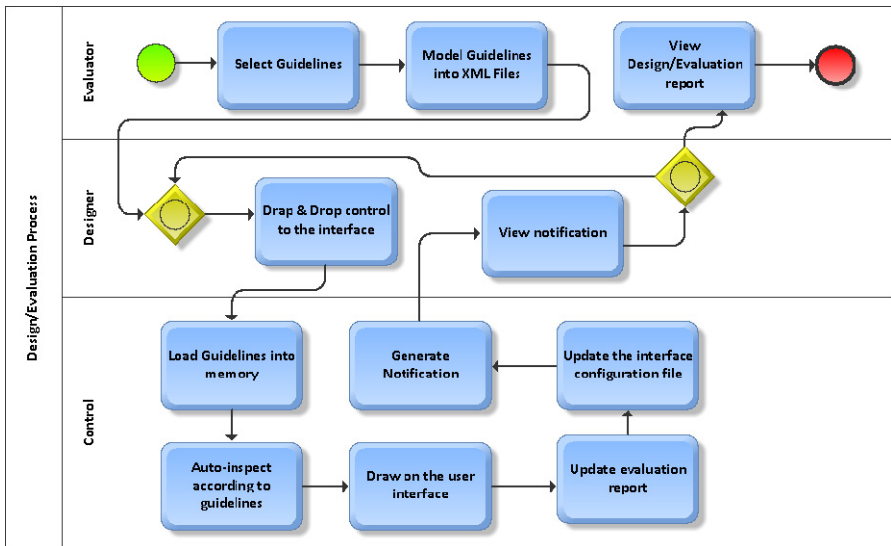 Design/Evaluation Process
Evaluator
Select Guidelines
Model Guidelines
into XML Files
View
Design/Evaluation
report
Designer
Drap & Drop control
to the interface
View notification
Control
Load Guidelines into
memory
Generate
Notification
Update the interface
configuration file
Auto-inspect
according to
guidelines
Draw on the user
interface
Update evaluation
report